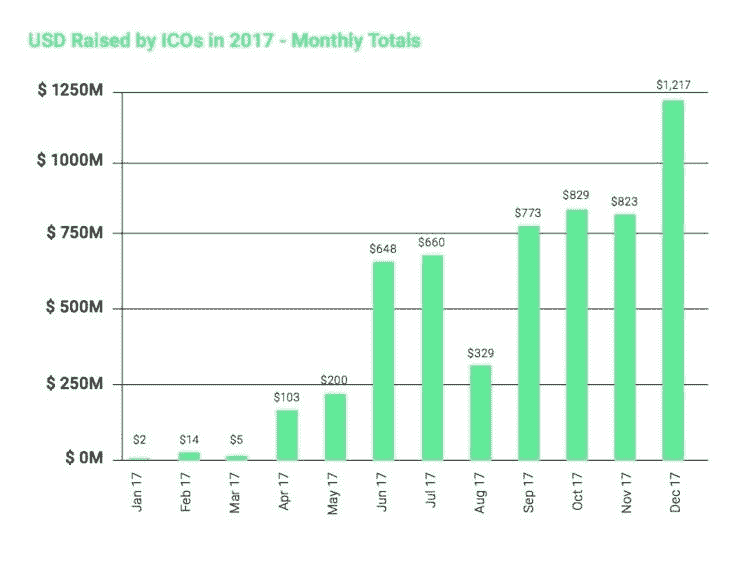 USD Raised by ICOs in 2017 - Monthly Totals
$ 1250M
$ 1000M
$ 750M
$ 500M
$ 250M
$ 0M
$2
$14
$5
$103
$200
$648
$660
$329
$773
$829
$823
$1,217
Jan 17
Feb 17
Mar 17
Apr 17
May 17
Jun 17
Jul 17
Aug 17
Sep 17
Oct 17
Nov 17
Dec 17